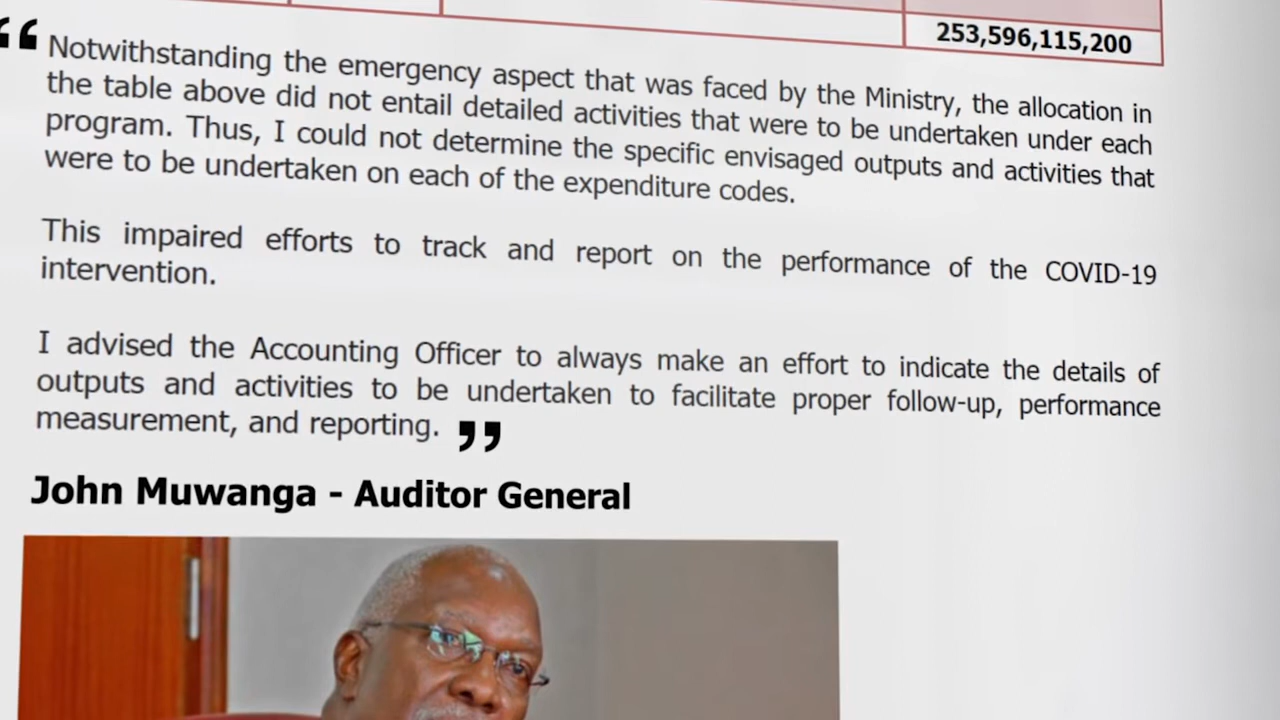 253,596,115,200
“ Notwithstanding the emergency aspect that was faced by the Ministry, the allocation in
the table above did not entail detailed activities that were to be undertaken under each
program. Thus, I could not determine the specific envisaged outputs and activities that
were to be undertaken on each of the expenditure codes.
This impaired efforts to track and report on the performance of the COVID-19
intervention.
I advised the Accounting Officer to always make an effort to indicate the details of
outputs and activities to be undertaken to facilitate proper follow-up, performance
measurement, and reporting. ”
John Muwanga - Auditor General